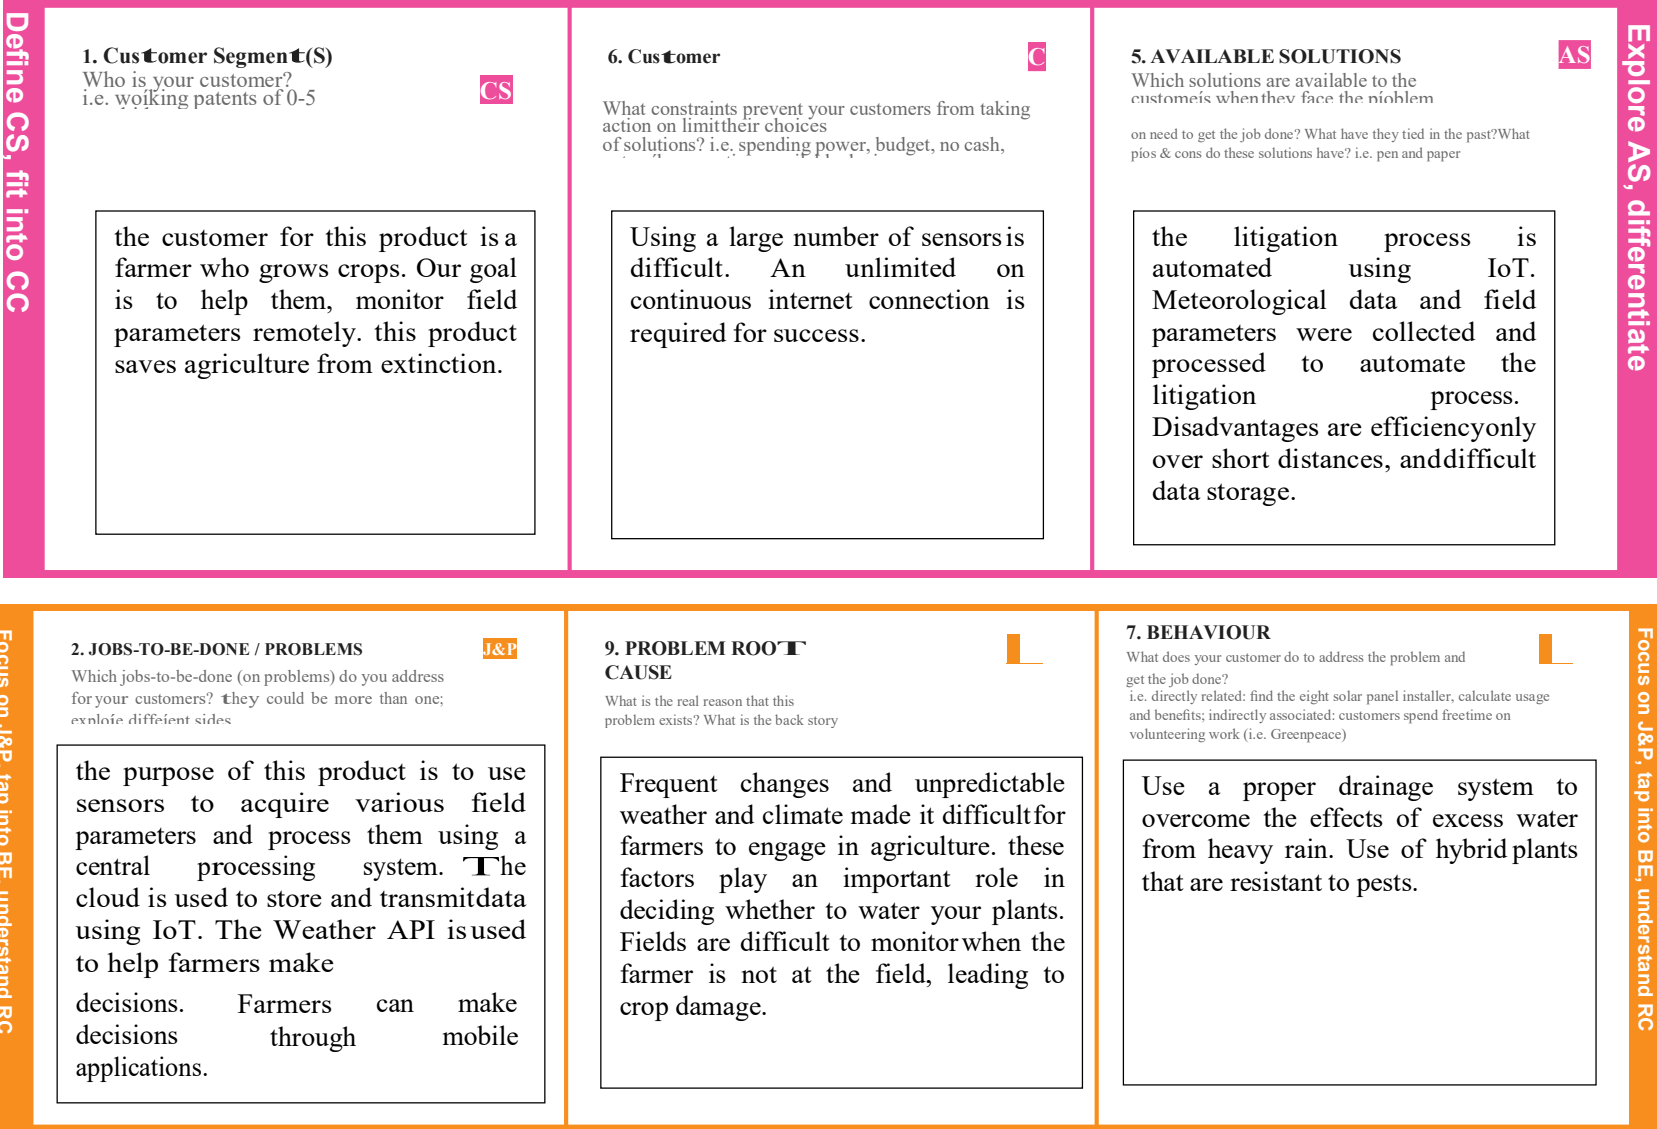 Define CS, fit into CC
1. Customer Segment(S)
Who is your customer?
i.e. woíking patents of 0-5
CS
the customer for this product is a
farmer who grows crops. Our goal
is to help them, monitor field
parameters remotely. this product
saves agriculture from extinction.
6. Customer
C
What constraints prevent your customers from taking
action on limittheir choices
of solutions? i.e. spending power, budget, no cash,
Using a large number of sensors is
difficult. An unlimited on
continuous internet connection is
required for success.
5. AVAILABLE SOLUTIONS
AS
Which solutions are available to the
customeís when they face the píoblem
on need to get the job done? What have they tied in the past?What
píos & cons do these solutions have? i.e. pen and paper
the litigation process is
automated using IoT.
Meteorological data and field
parameters were collected and
processed to automate the
litigation process.
Disadvantages are efficiencyonly
over short distances, anddifficult
data storage.
Explore AS, differentiate
Focus on J&P, tap into BE, understand RC
2. JOBS-TO-BE-DONE / PROBLEMS
J&P
Which jobs-to-be-done (on problems) do you address
for your customers? they could be more than one;
exploíe diffeíent sides
the purpose of this product is to use
sensors to acquire various field
parameters and process them using a
central processing system. The
cloud is used to store and transmitdata
using IoT. The Weather API is used
to help farmers make
decisions. Farmers can make
decisions through mobile
applications.
9. PROBLEM ROOT
CAUSE
What is the real reason that this
problem exists? What is the back story
Frequent changes and unpredictable
weather and climate made it difficult for
farmers to engage in agriculture. these
factors play an important role in
deciding whether to water your plants.
Fields are difficult to monitor when the
farmer is not at the field, leading to
crop damage.
7. BEHAVIOUR
What does your customer do to address the problem and
get the job done?
i.e. directly related: find the eight solar panel installer, calculate usage
and benefits; indirectly associated: customers spend freetime on
volunteering work (i.e. Greenpeace)
Use a proper drainage system to
overcome the effects of excess water
from heavy rain. Use of hybrid plants
that are resistant to pests.
Focus on J&P, tap into BE, understand RC